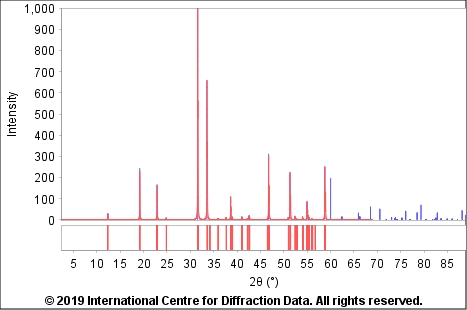 1,000
900
800
700
600
500
400
300
200
100
0
Intensity
5 10 15 20 25 30 35 40 45 50 55 60 65 70 75 80 85
2θ (°)
© 2019 International Centre for Diffraction Data. All rights reserved.